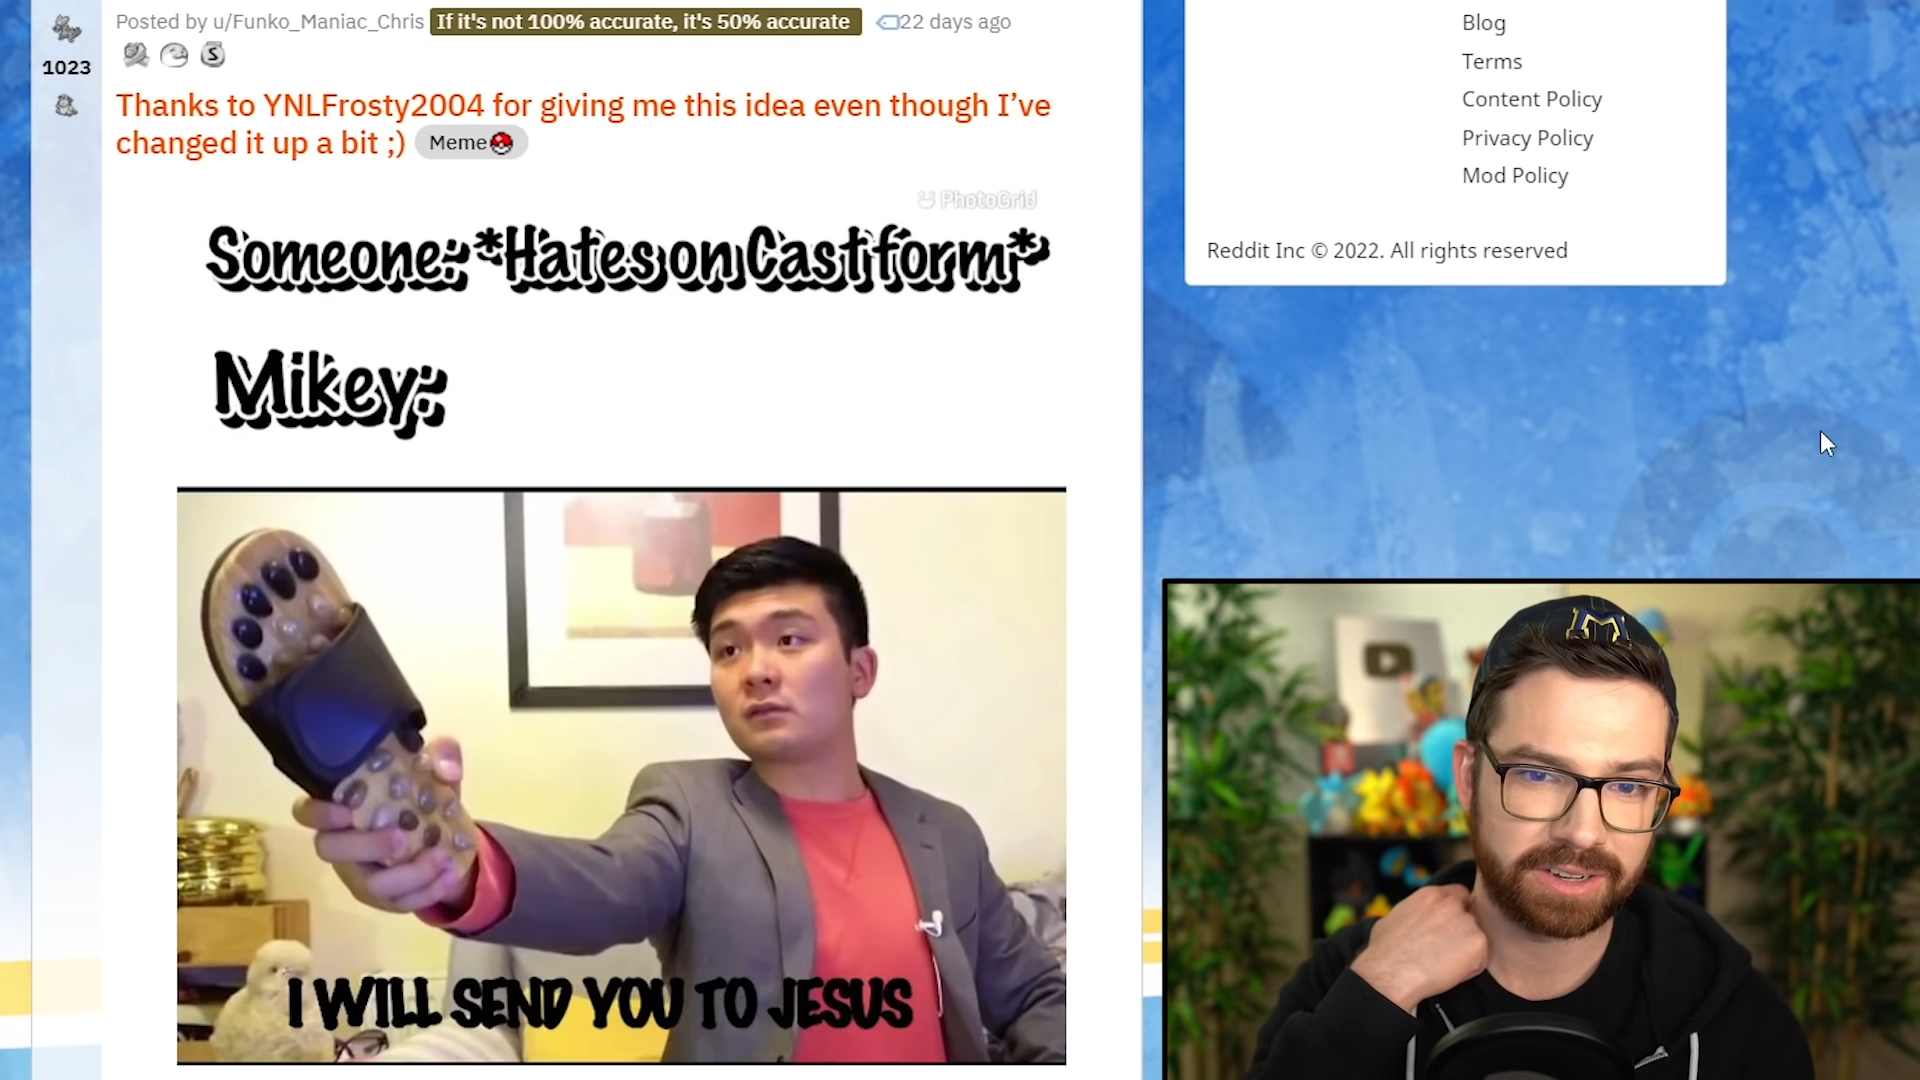 Posted by u/Funko_Maniac_Chris If it's not 100% accurate, it's 50% accurate 22 days ago
S
1023
Thanks to YNLFrosty2004 for giving me this idea even though I’ve
changed it up a bit ;) Meme
PhotoGrid
Someone: *Hates on Castiform*
Mikey:
I WILL SEND YOU TO JESUS
Blog
Terms
Content Policy
Privacy Policy
Mod Policy
Reddit Inc © 2022. All rights reserved
M